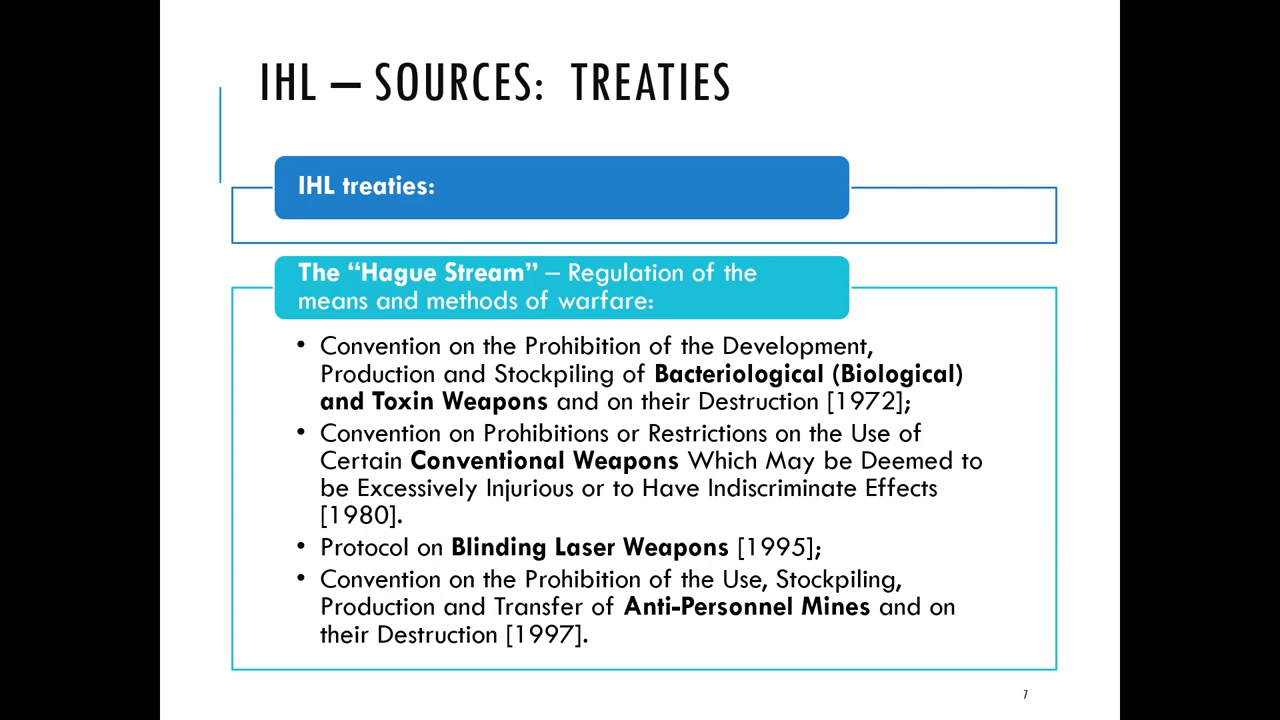 IHL – SOURCES: TREATIES
IHL treaties:
The “Hague Stream” – Regulation of the
means and methods of warfare:
• Convention on the Prohibition of the Development,
Production and Stockpiling of Bacteriological (Biological)
and Toxin Weapons and on their Destruction [1972];
• Convention on Prohibitions or Restrictions on the Use of
Certain Conventional Weapons Which May be Deemed to
be Excessively Injurious or to Have Indiscriminate Effects
[1980].
• Protocol on Blinding Laser Weapons [1995];
• Convention on the Prohibition of the Use, Stockpiling,
Production and Transfer of Anti-Personnel Mines and on
their Destruction [1997].
7